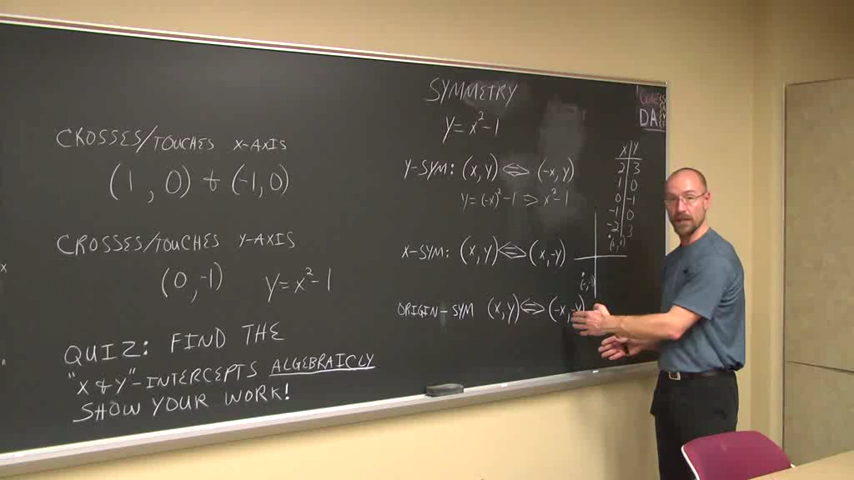 CROSSES/TOUCHES X-AXIS
(1, 0) + (-1, 0)
CROSSES/TOUCHES Y-AXIS
(0, -1) y=x²-1
QUIZ: FIND THE
"X & Y"-INTERCEPTS ALGEBRAICLY
SHOW YOUR WORK!
SYMMETRY
y=x²-1
Y-SYM: (x, y) ⇔ (-x, y)
y=(-x)²-1 => x²-1
X-SYM: (x, y) ⇔ (x, -y)
ORIGIN-SYM (x, y) ⇔ (-x, -y)
DA
X Y
2 3
1 0
0 -1
-1 0
-2 3